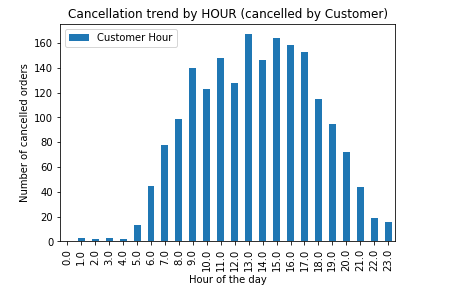 Cancellation trend by HOUR (cancelled by Customer)
Customer Hour
Number of cancelled orders
160
140
120
100
80
60
40
20
0
0.0 1.0 2.0 3.0 4.0 5.0 6.0 7.0 8.0 9.0 10.0 11.0 12.0 13.0 14.0 15.0 16.0 17.0 18.0 19.0 20.0 21.0 22.0 23.0
Hour of the day